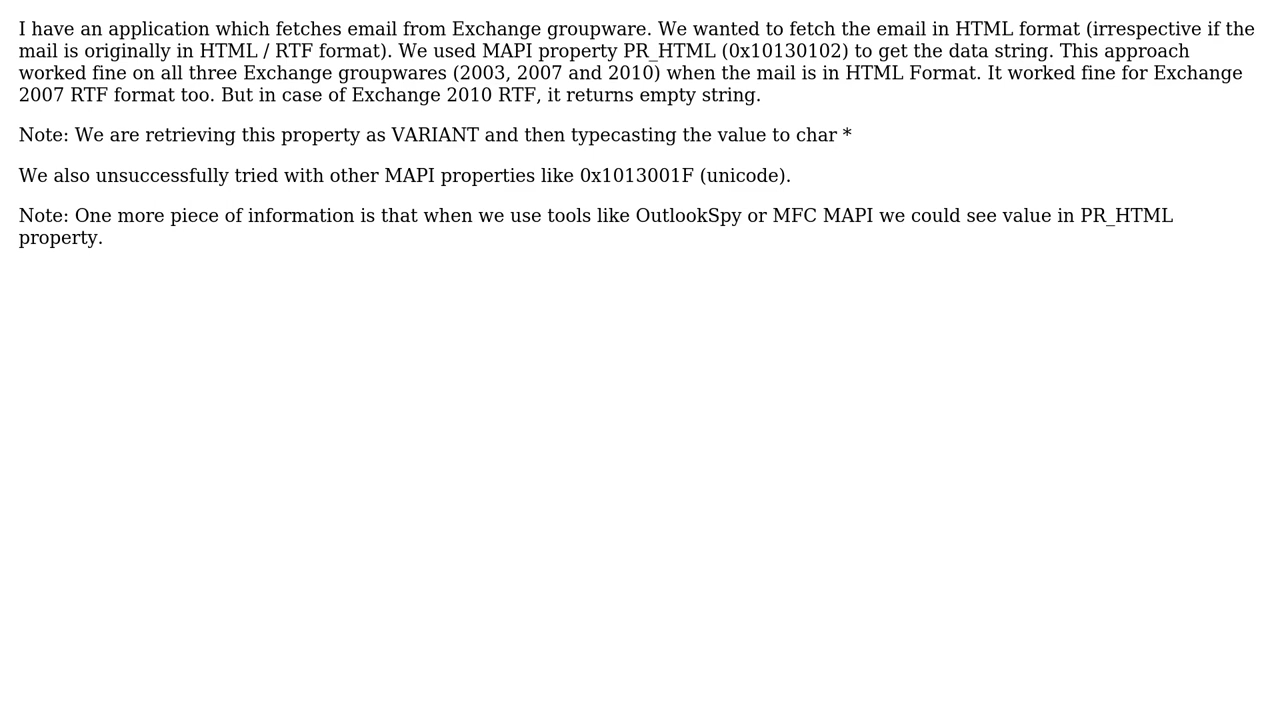 I have an application which fetches email from Exchange groupware. We wanted to fetch the email in HTML format (irrespective if the
mail is originally in HTML / RTF format). We used MAPI property PR_HTML (0x10130102) to get the data string. This approach
worked fine on all three Exchange groupwares (2003, 2007 and 2010) when the mail is in HTML Format. It worked fine for Exchange
2007 RTF format too. But in case of Exchange 2010 RTF, it returns empty string.
Note: We are retrieving this property as VARIANT and then typecasting the value to char *
We also unsuccessfully tried with other MAPI properties like 0x1013001F (unicode).
Note: One more piece of information is that when we use tools like OutlookSpy or MFC MAPI we could see value in PR_HTML
property.